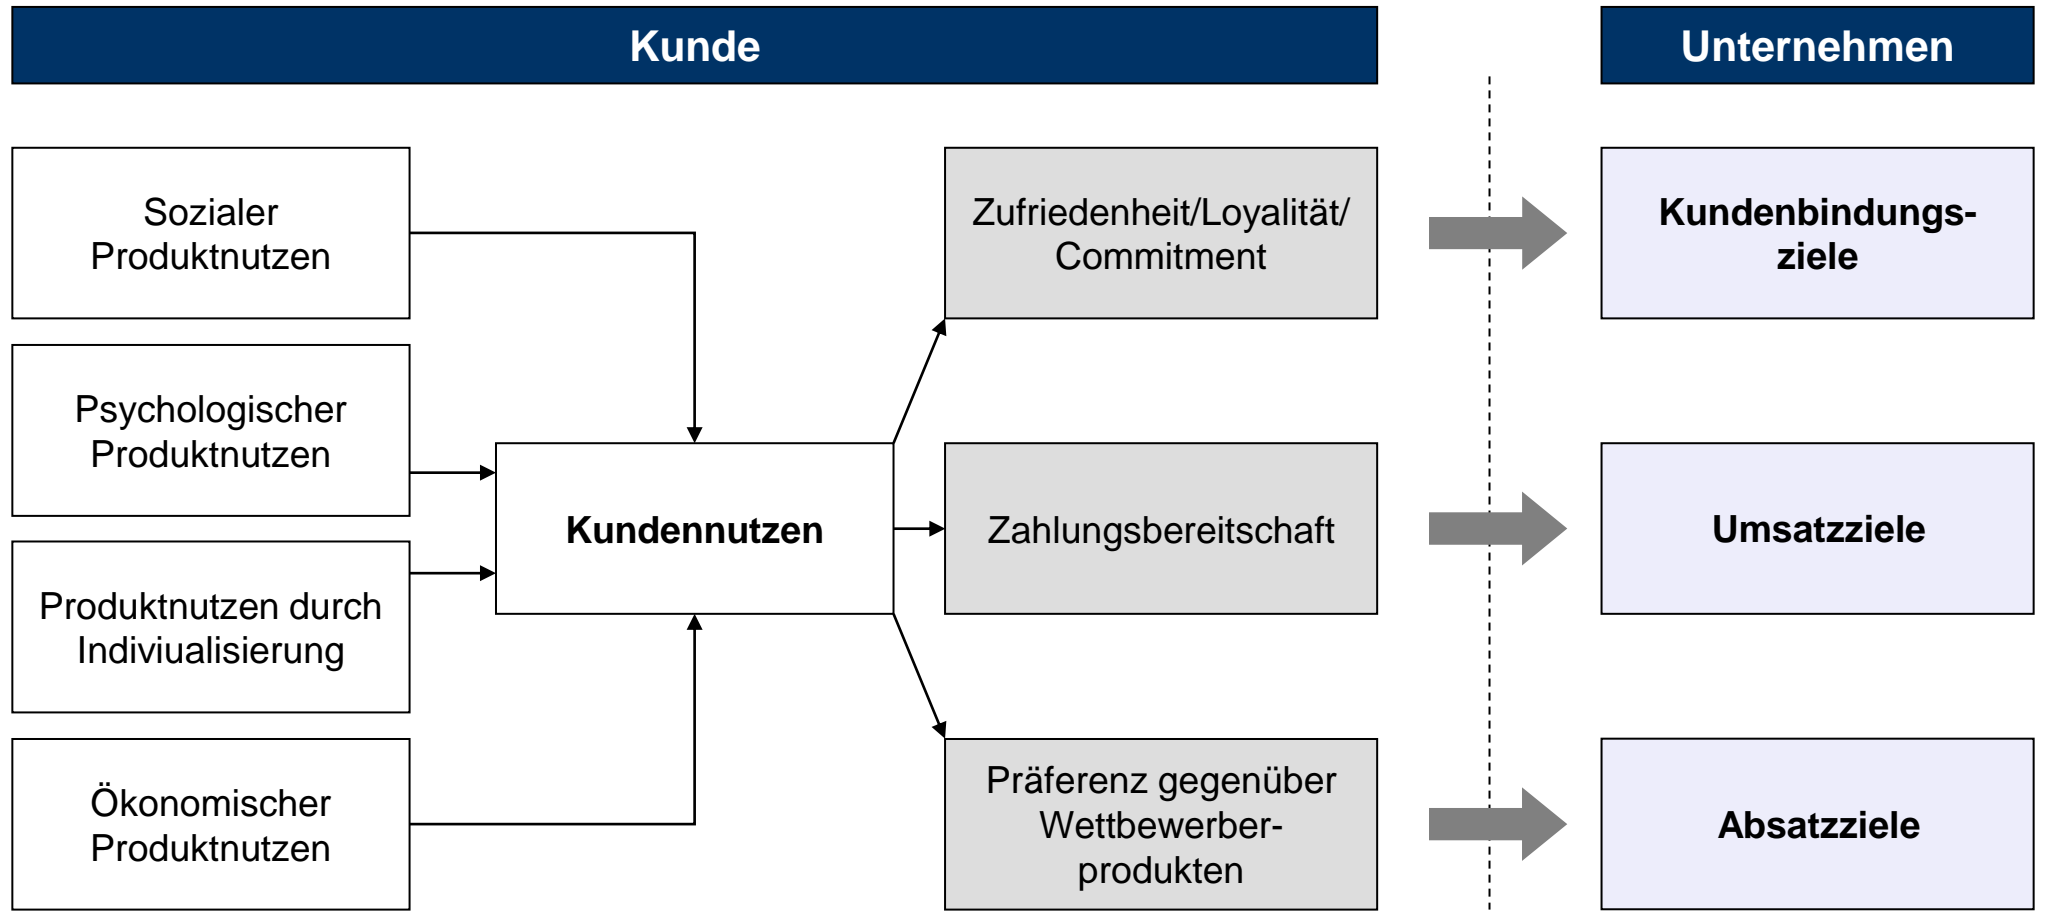 Kunde
Unternehmen
Sozialer
Produktnutzen
Psychologischer
Produktnutzen
Produktnutzen durch
Indiviualisierung
Ökonomischer
Produktnutzen
Kundennutzen
Zufriedenheit/Loyalität/
Commitment
Zahlungsbereitschaft
Präferenz gegenüber
Wettbewerber-
produkten
Kundenbindungs-
ziele
Umsatzziele
Absatzziele